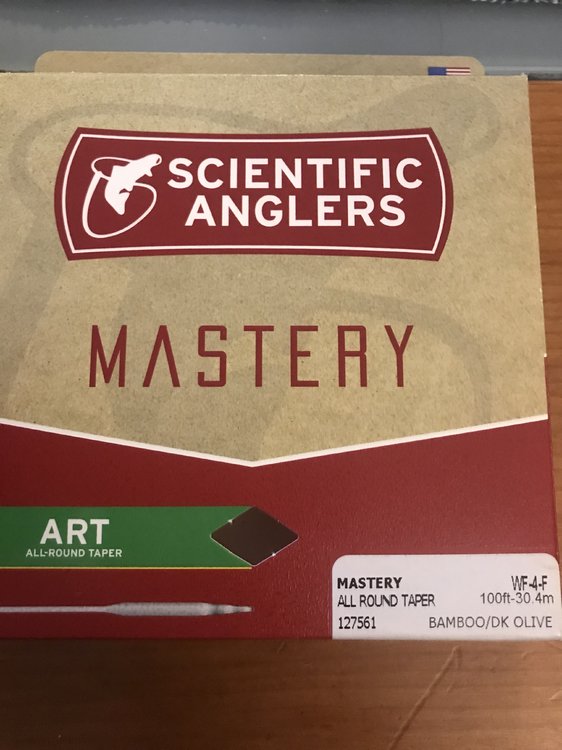 SCIENTIFIC
ANGLERS
MASTERY
ART
ALL-ROUND TAPER
MASTERY WF-4-F
ALL ROUND TAPER 100ft-30.4m
127561 BAMBOO/DK OLIVE